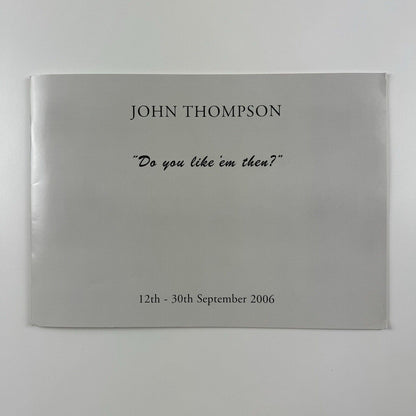 JOHN THOMPSON
"Do you like 'em then?"
12th - 30th September 2006